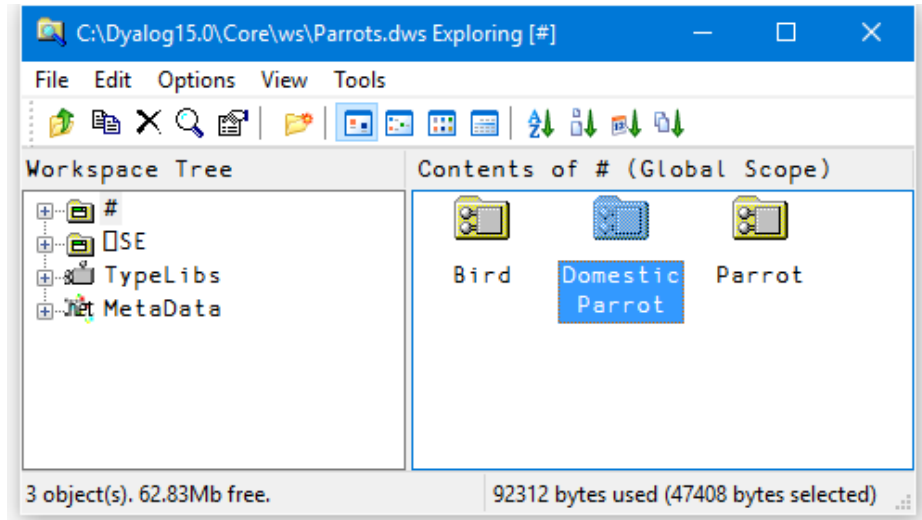 C:\Dyalog15.0\Core\ws\Parrots.dws Exploring [#]
File Edit Options View Tools
Workspace Tree
Contents of # (Global Scope)
#
⎕SE
TypeLibs
.net MetaData
Bird
Domestic
Parrot
Parrot
3 object(s). 62.83Mb free.
92312 bytes used (47408 bytes selected)